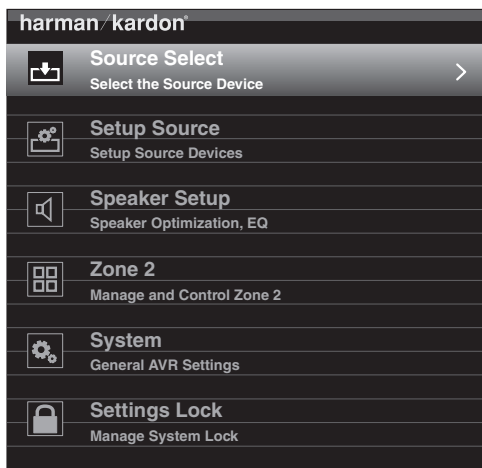 harman/kardon®
Source Select
Select the Source Device
Setup Source
Setup Source Devices
Speaker Setup
Speaker Optimization, EQ
Zone 2
Manage and Control Zone 2
System
General AVR Settings
Settings Lock
Manage System Lock